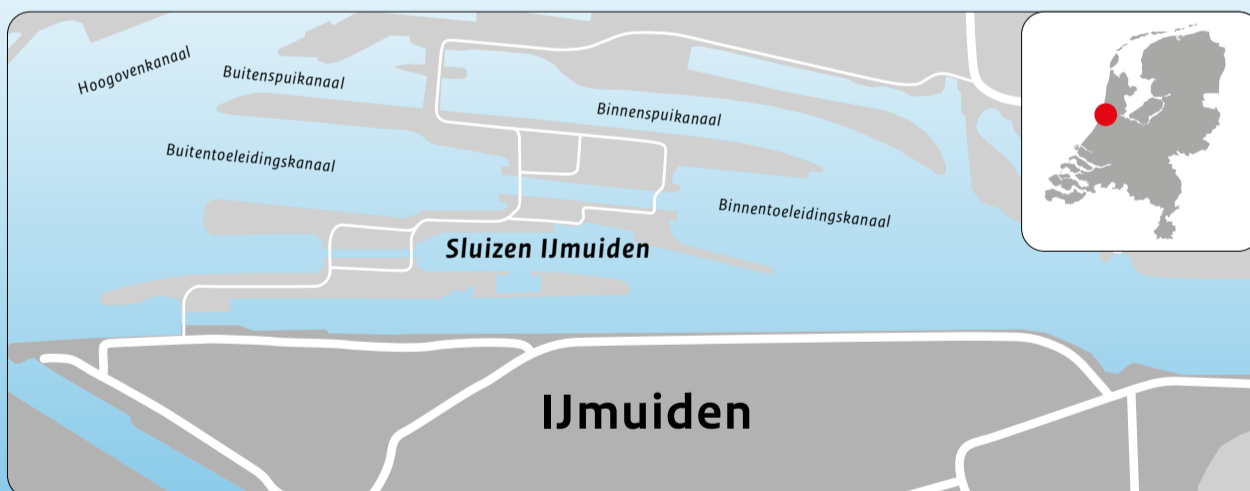 Hoogovenkanaal
Buitenspuikanaal
Binnenspuikanaal
Buitentoeleidingskanaal
Binnentoeleidingskanaal
Sluizen IJmuiden
IJmuiden